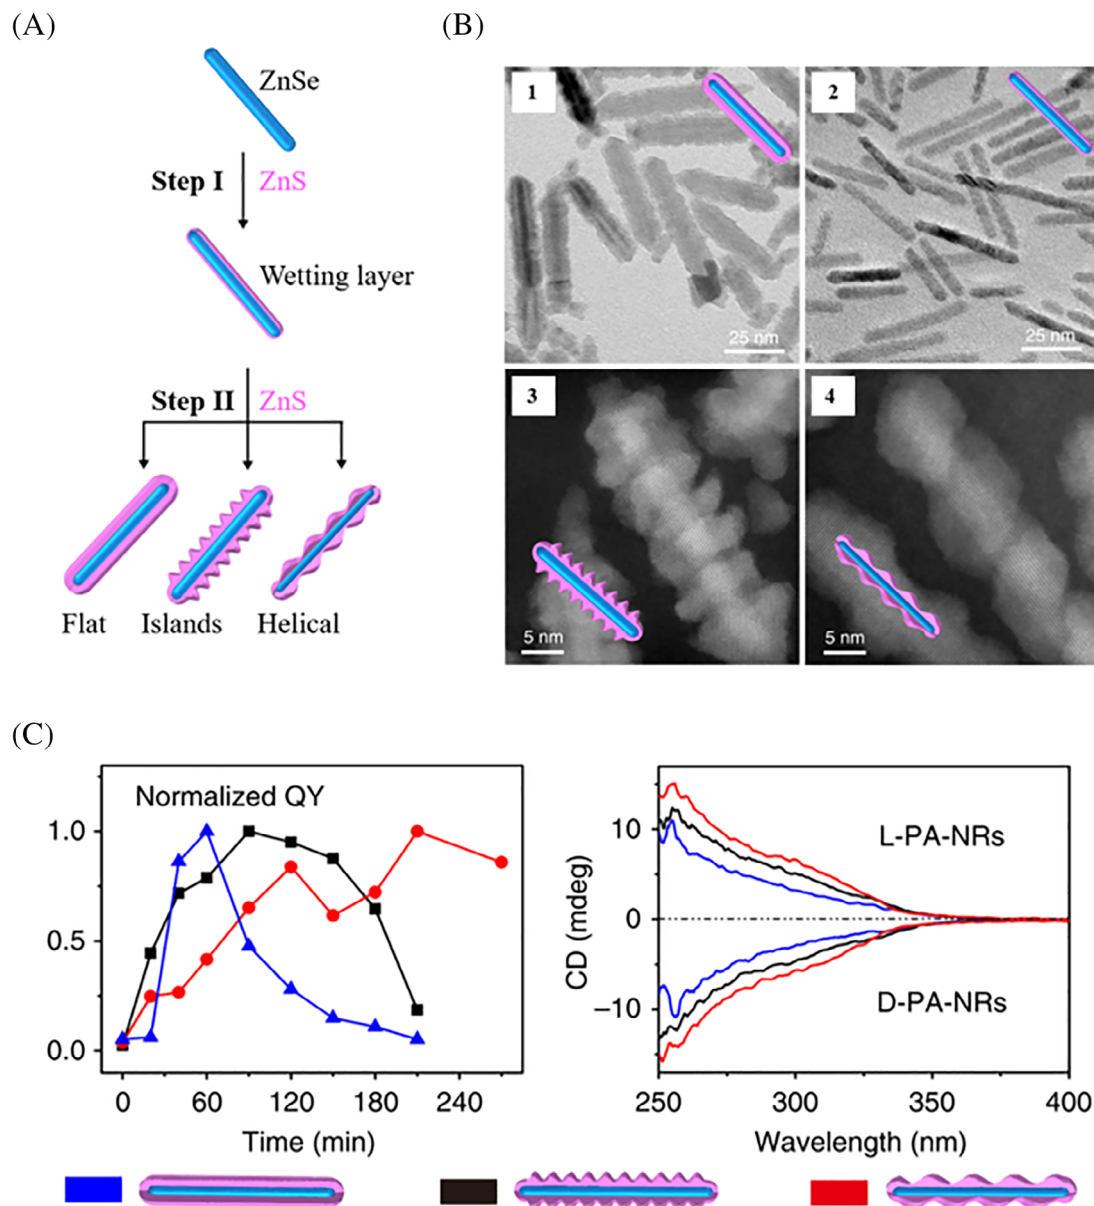 (A)
ZnSe
Step I ZnS
Wetting layer
Step II ZnS
Flat Islands Helical
(B)
1
25 nm
2
25 nm
3
5 nm
4
5 nm
(C)
Normalized QY
1.0
0.5
0.0
0 60 120 180 240
Time (min)
CD (mdeg)
10
0
−10
L-PA-NRs
D-PA-NRs
250 300 350 400
Wavelength (nm)